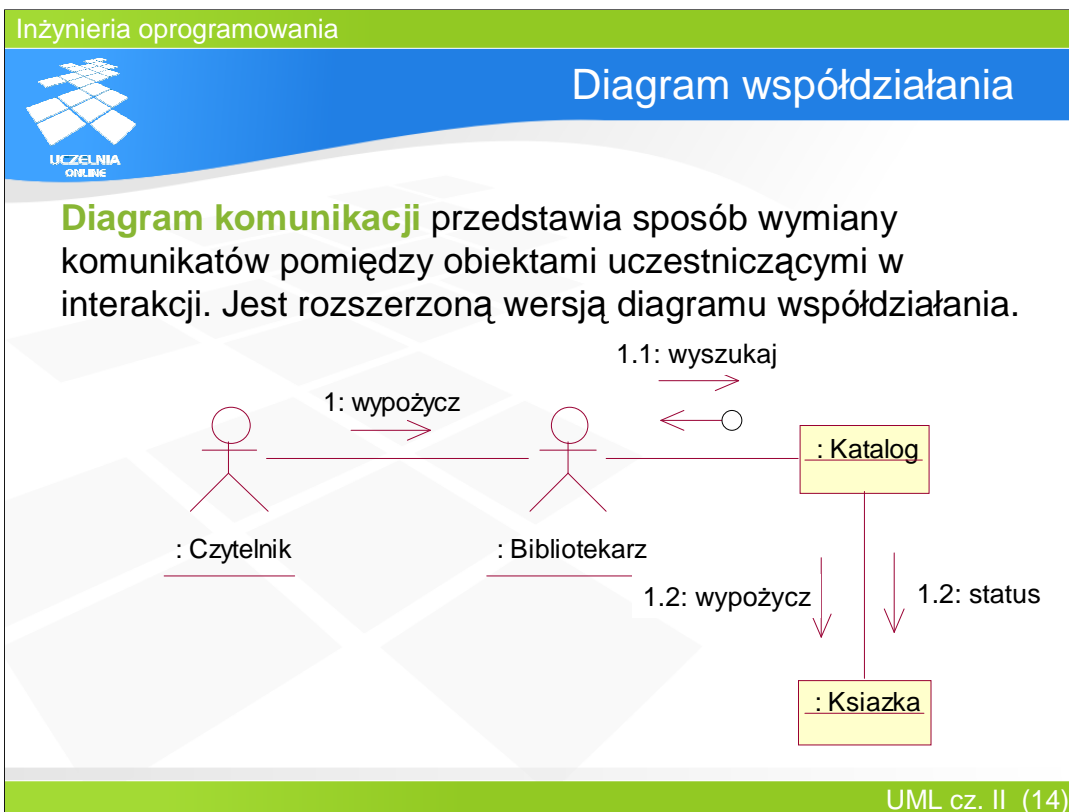 Inżynieria oprogramowania
Diagram współdziałania
UCZELNIA
ONLINE
Diagram komunikacji przedstawia sposób wymiany
komunikatów pomiędzy obiektami uczestniczącymi w
interakcji. Jest rozszerzoną wersją diagramu współdziałania.
1.1: wyszukaj
1: wypożycz
: Katalog
: Czytelnik
: Bibliotekarz
1.2: wypożycz
1.2: status
: Ksiazka
UML cz. II (14)